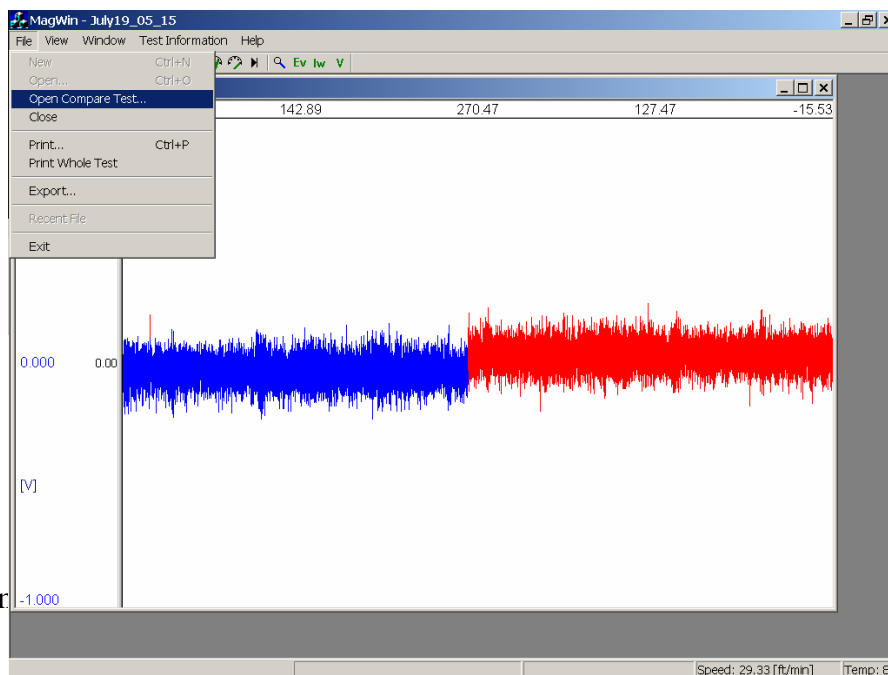 MagWin - July19_05_15
File View Window Test Information Help
Ev Iw V
New Ctrl+N
Open... Ctrl+O
Open Compare Test...
Close
Print... Ctrl+P
Print Whole Test
Export...
Recent File
Exit
142.89 270.47 127.47 -15.53
0.000 0.00
[V]
-1.000
Speed: 29.33 [ft/min] Temp: 8